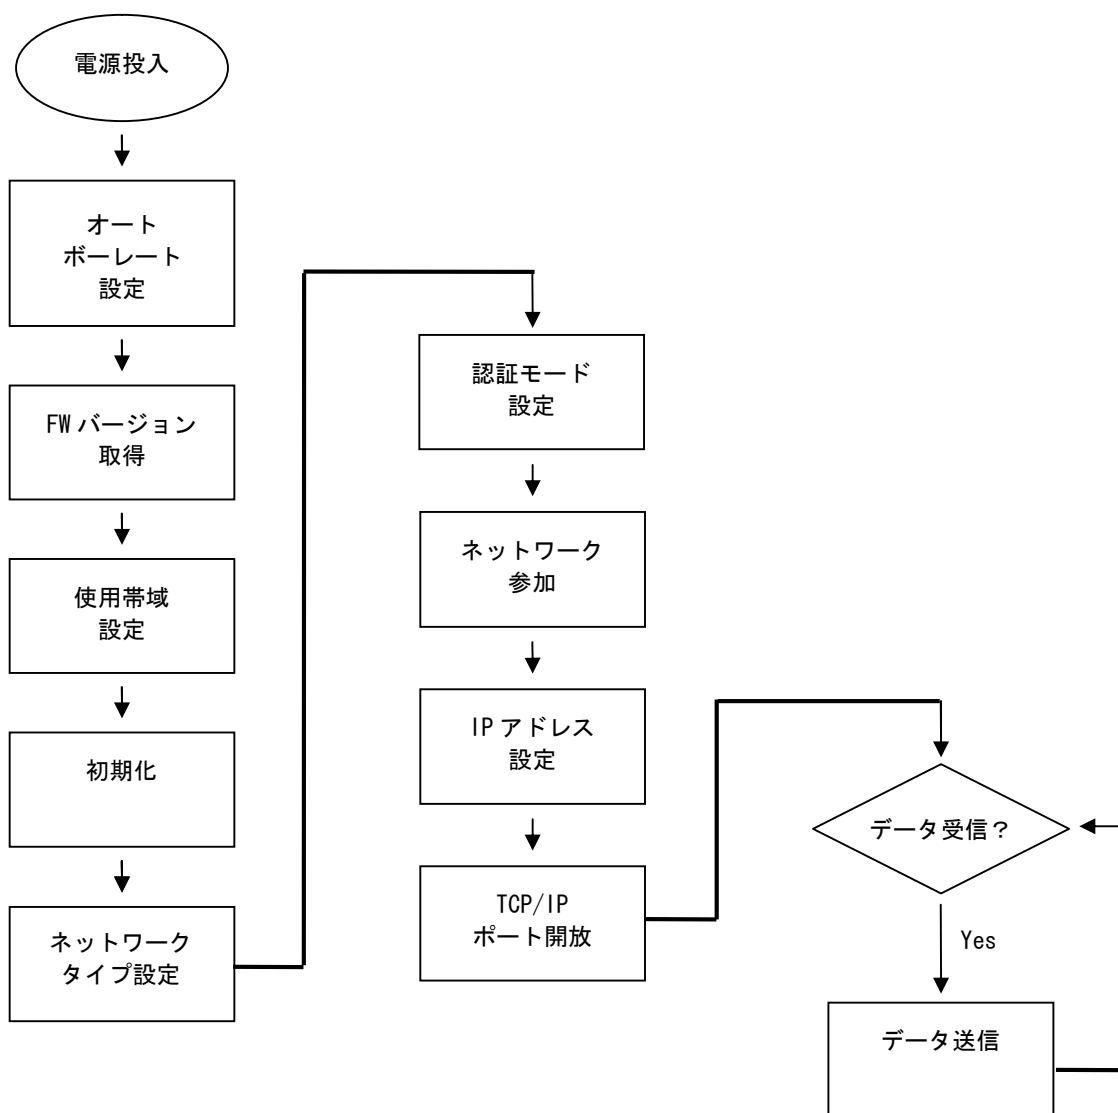 電源投入
オート
ボーレート
設定
FW バージョン
取得
使用帯域
設定
初期化
ネットワーク
タイプ設定
認証モード
設定
ネットワーク
参加
IP アドレス
設定
TCP/IP
ポート開放
データ受信？
Yes
データ送信